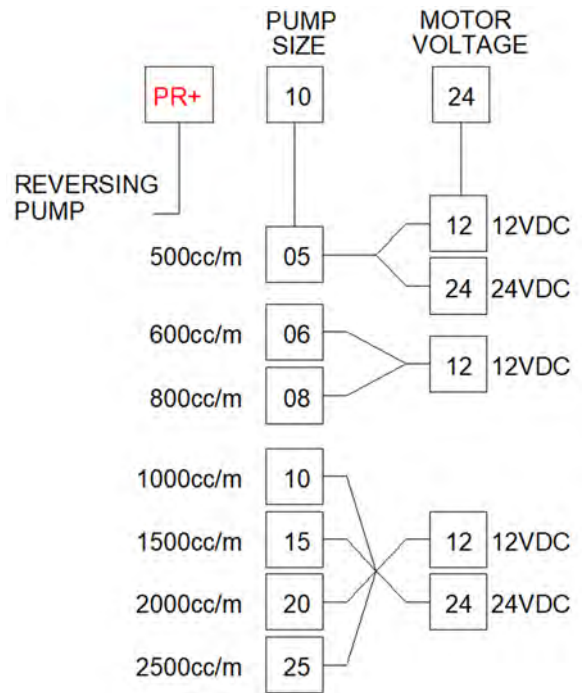 PUMP SIZE
MOTOR VOLTAGE
PR+
10
24
REVERSING PUMP
12 12VDC
500cc/m 05
24 24VDC
600cc/m 06
12 12VDC
800cc/m 08
1000cc/m 10
1500cc/m 15
12 12VDC
2000cc/m 20
24 24VDC
2500cc/m 25